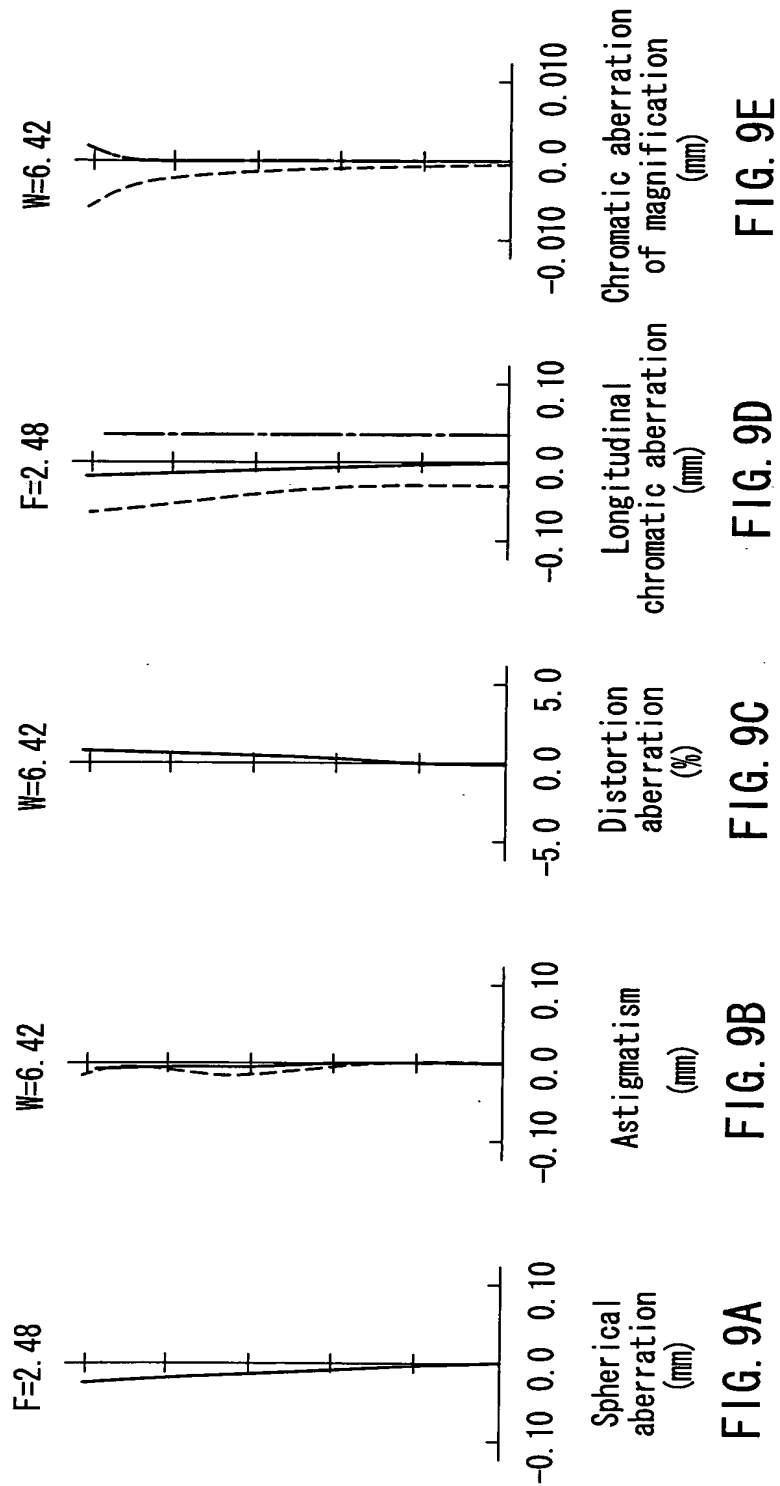 F=2.48
-0.10 0.0 0.10
Spherical
aberration
(mm)
FIG. 9A
W=6.42
-0.10 0.0 0.10
Astigmatism
(mm)
FIG. 9B
W=6.42
-5.0 0.0 5.0
Distortion
aberration
(%)
FIG. 9C
F=2.48
-0.10 0.0 0.10
Longitudinal
chromatic aberration
(mm)
FIG. 9D
W=6.42
-0.010 0.0 0.010
Chromatic aberration
of magnification
(mm)
FIG. 9E